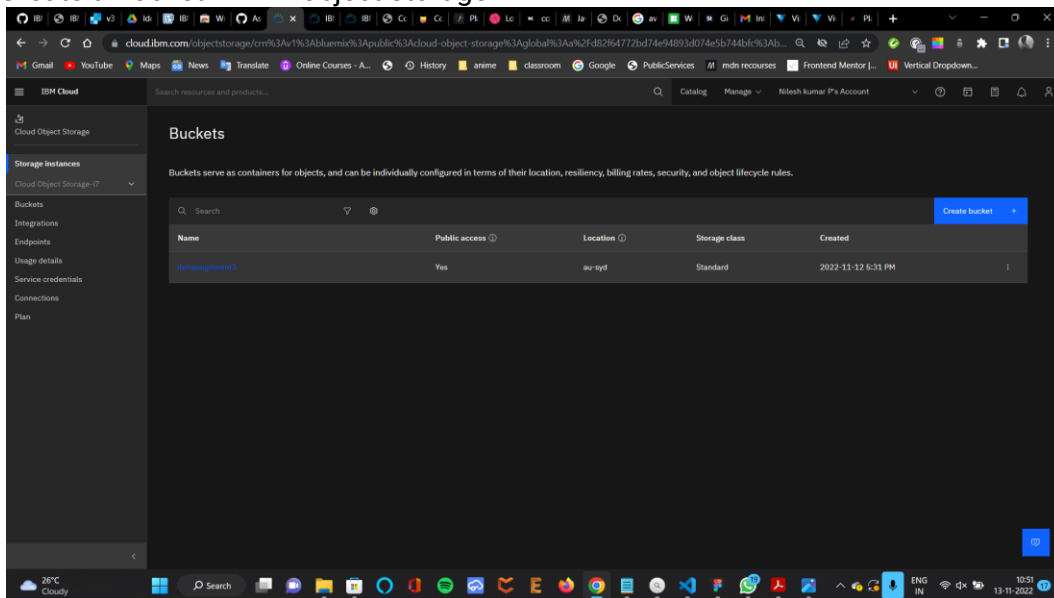 IBM Cloud
Search resources and products...
Catalog Manage Nilesh kumar P's Account
cloud.ibm.com/objectstorage/crn%3Av1%3Abluemix%3Apublic%3Acloud-object-storage%3Aglobal%3Aa%2Fd82f64772bd74e94893d074e5b744bfc%3Ab...
Gmail YouTube Maps News Translate Online Courses - A... History anime classroom Google PublicServices mdn recourses Frontend Mentor |... Vertical Dropdown...
Cloud Object Storage
Storage instances
Cloud Object Storage-i7
Buckets
Integrations
Endpoints
Usage details
Service credentials
Connections
Plan
Buckets
Buckets serve as containers for objects, and can be individually configured in terms of their location, resiliency, billing rates, security, and object lifecycle rules.
Search
Create bucket +
Name Public access Location Storage class Created
Yes au-syd Standard 2022-11-12 5:31 PM
26°C
Cloudy
Search
ENG
IN
10:51
13-11-2022
17